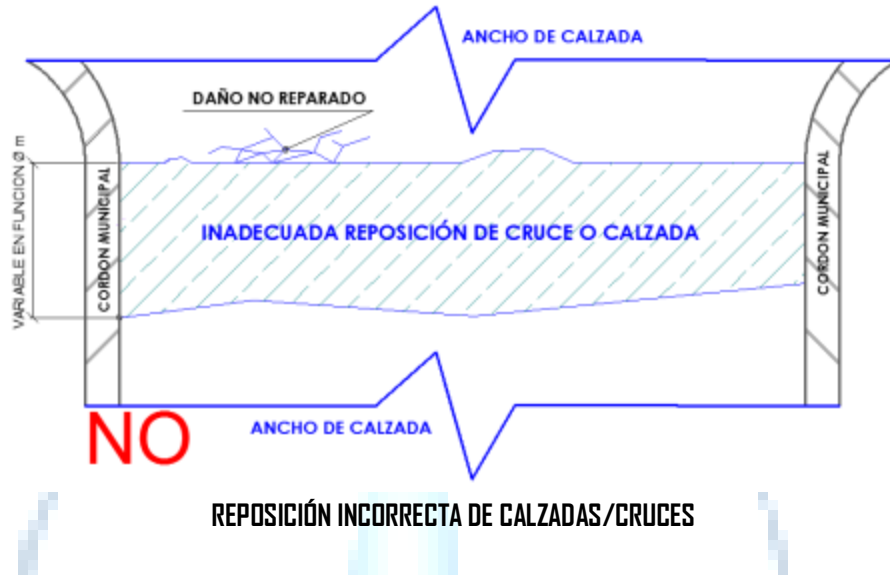 ANCHO DE CALZADA
DAÑO NO REPARADO
VARIABLE EN FUNCION Ø m
CORDON MUNICIPAL
INADECUADA REPOSICIÓN DE CRUCE O CALZADA
CORDON MUNICIPAL
NO
ANCHO DE CALZADA
REPOSICIÓN INCORRECTA DE CALZADAS/CRUCES